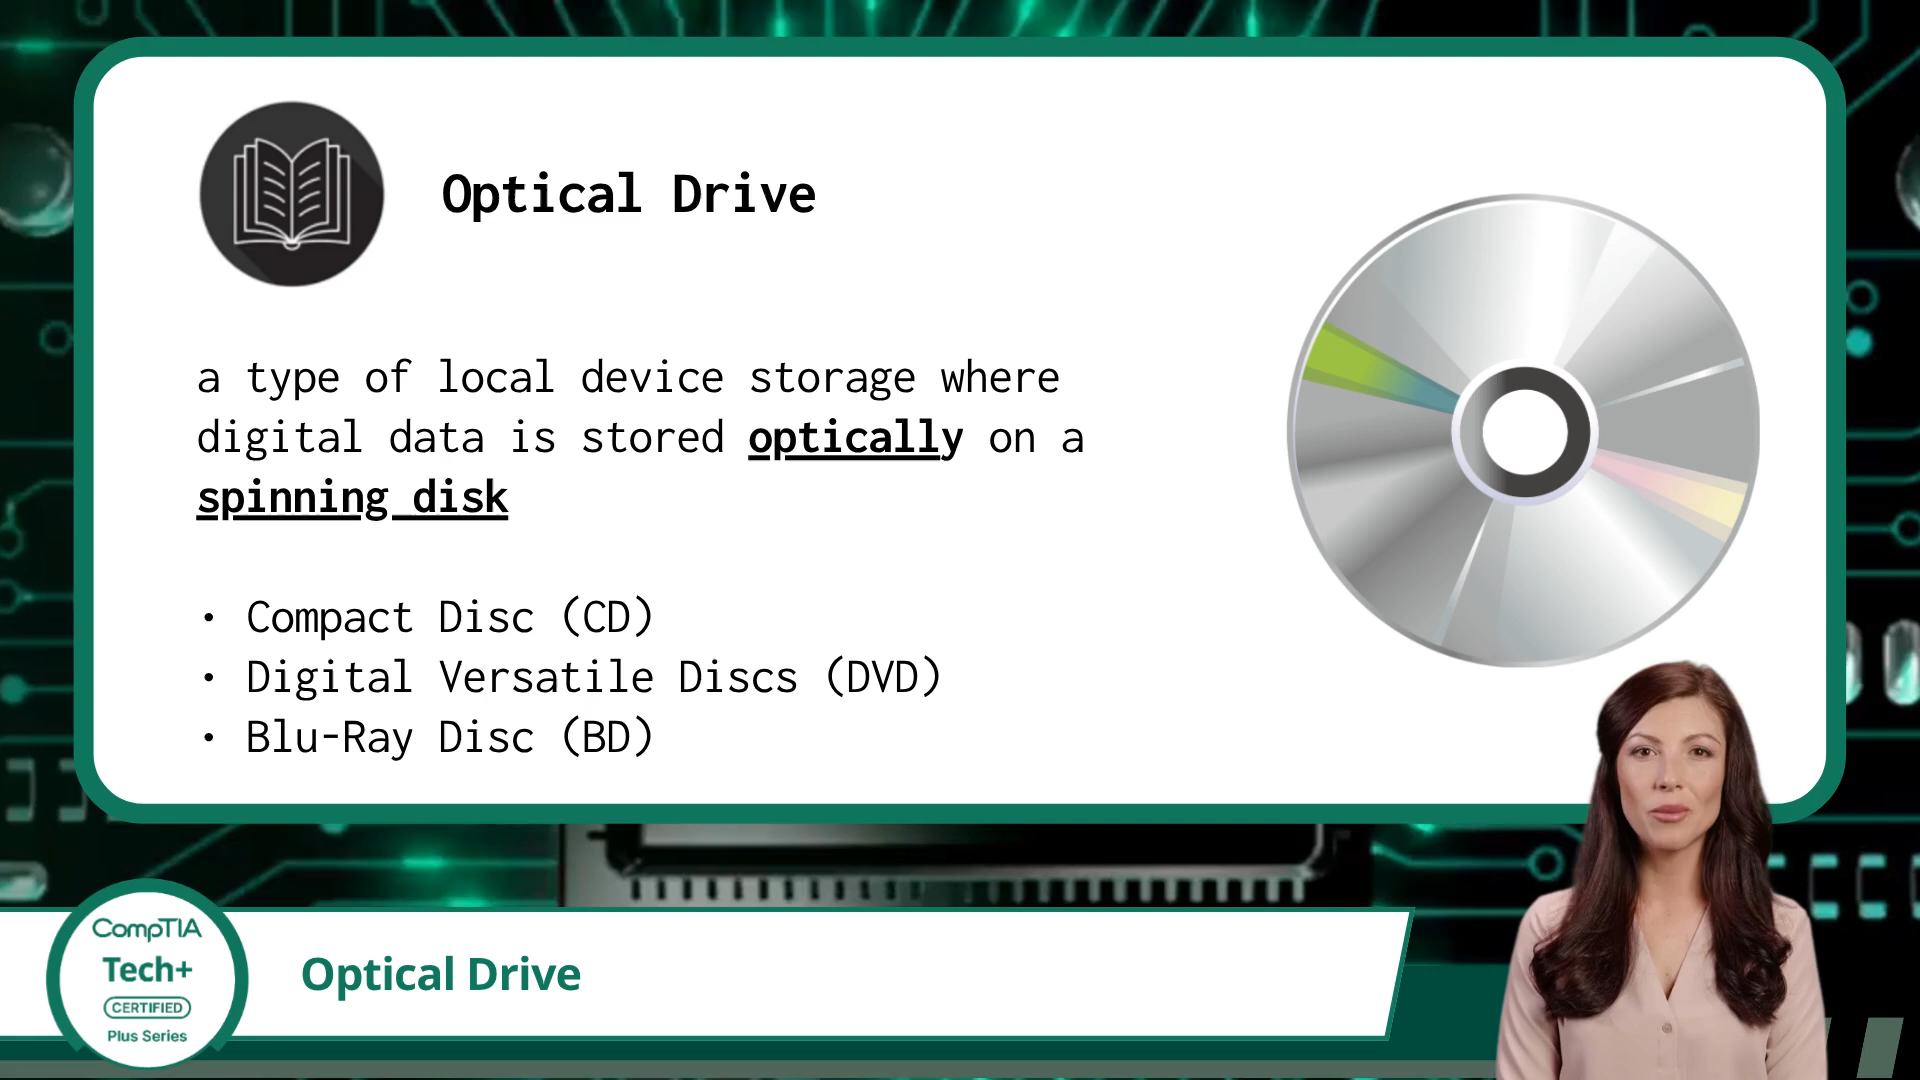 Optical Drive
a type of local device storage where
digital data is stored optically on a
spinning disk
• Compact Disc (CD)
• Digital Versatile Discs (DVD)
• Blu-Ray Disc (BD)
CompTIA
Tech+
CERTIFIED
Plus Series
Optical Drive